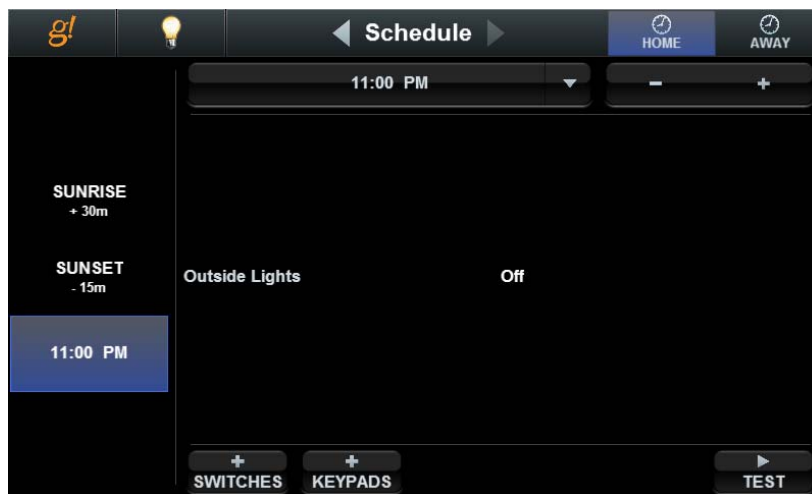 g!
Schedule
HOME
AWAY
11:00 PM
- +
SUNRISE
+ 30m
SUNSET
- 15m
11:00 PM
Outside Lights Off
+ SWITCHES
+ KEYPADS
TEST